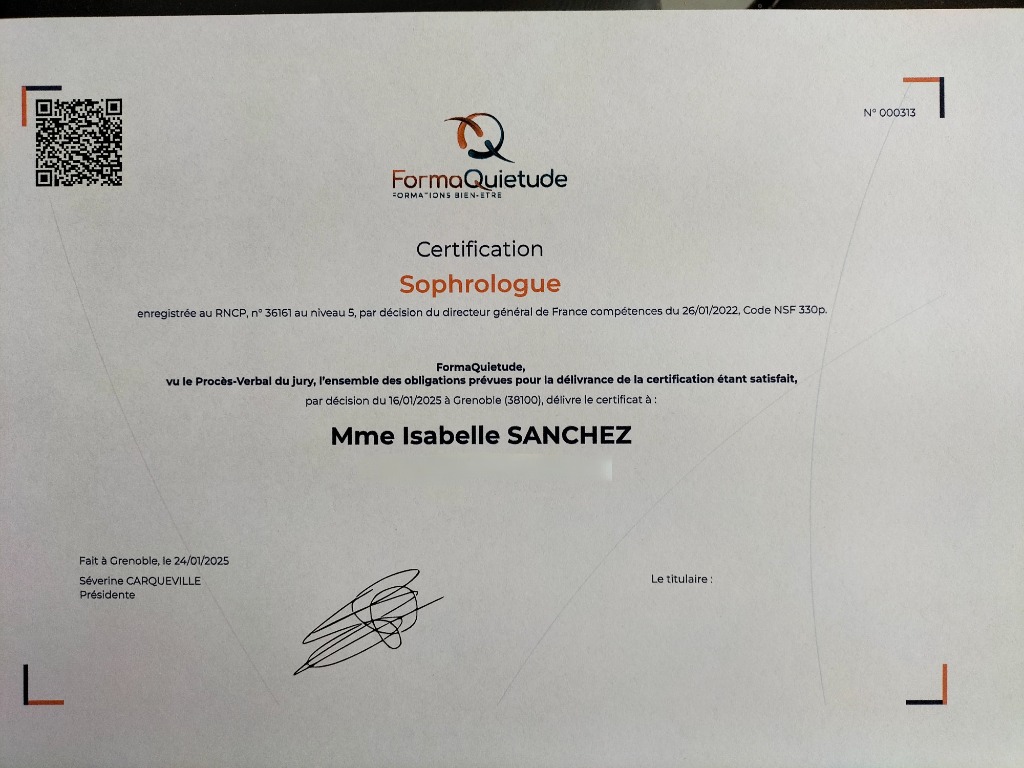 N° 000313
FormaQuietude
FORMATIONS BIEN-ETRE
Certification
Sophrologue
enregistrée au RNCP, n° 36161 au niveau 5, par décision du directeur général de France compétences du 26/01/2022, Code NSF 330p.
FormaQuietude,
vu le Procès-Verbal du jury, l'ensemble des obligations prévues pour la délivrance de la certification étant satisfait,
par décision du 16/01/2025 à Grenoble (38100), délivre le certificat à :
Mme Isabelle SANCHEZ
Fait à Grenoble, le 24/01/2025
Séverine CARQUEVILLE
Présidente
Le titulaire :